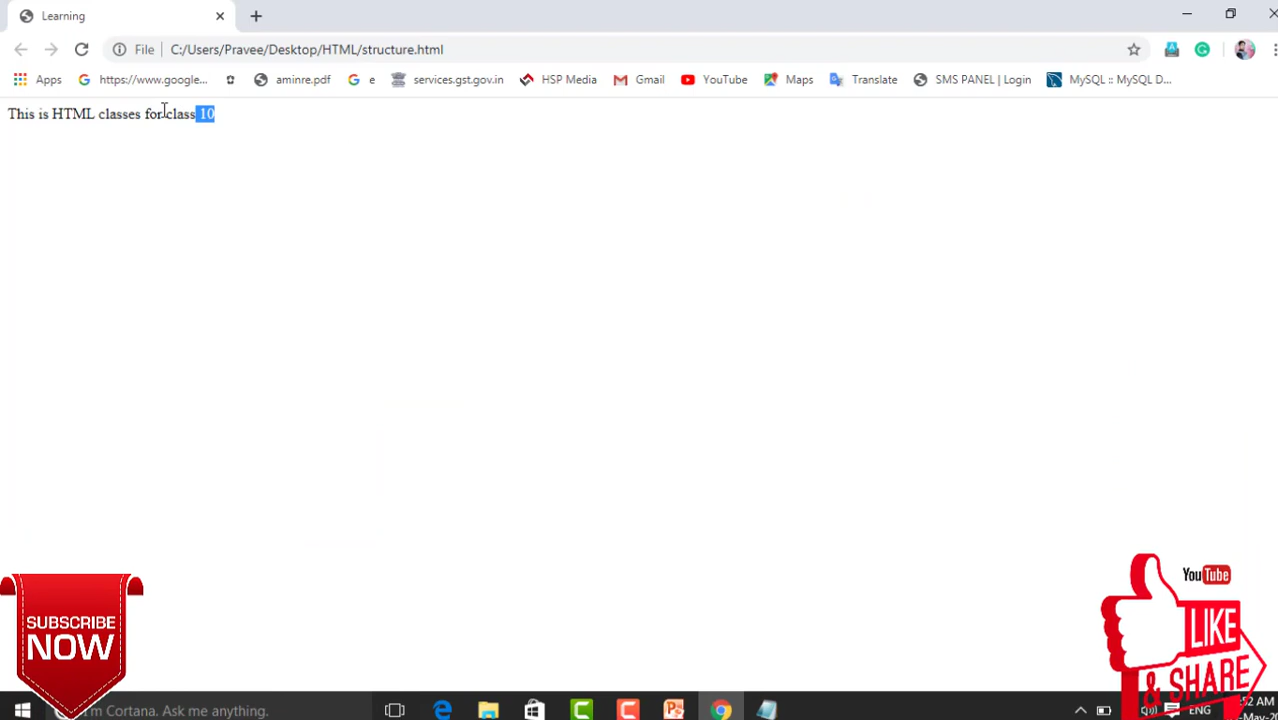 Learning
File C:/Users/Pravee/Desktop/HTML/structure.html
Apps https://www.google... aminre.pdf e services.gst.gov.in HSP Media Gmail YouTube Maps Translate SMS PANEL | Login MySQL :: MySQL D...
This is HTML classes for class 10
SUBSCRIBE
NOW
You Tube
LIKE
& SHARE
I'm Cortana. Ask me anything.
ENG